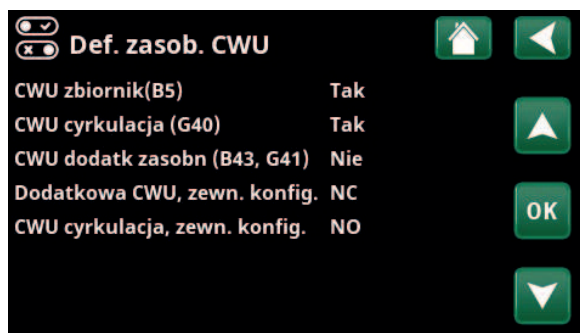 Def. zasob. CWU
CWU zbiornik(B5) Tak
CWU cyrkulacja (G40) Tak
CWU dodatk zasobn (B43, G41) Nie
Dodatkowa CWU, zewn. konfig. NC
CWU cyrkulacja, zewn. konfig. NO
OK